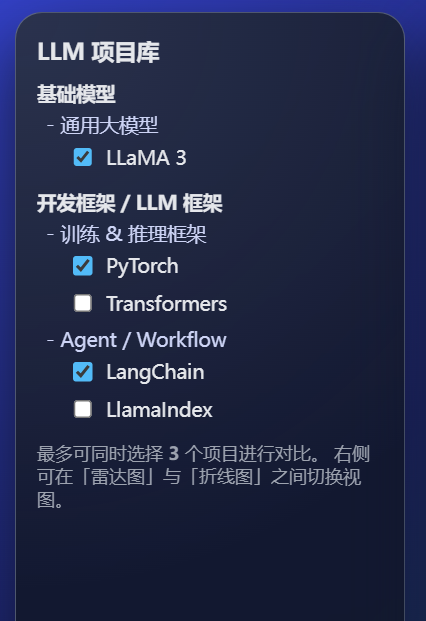 LLM 项目库
基础模型
- 通用大模型
LLaMA 3
开发框架 / LLM 框架
- 训练 & 推理框架
PyTorch
Transformers
- Agent / Workflow
LangChain
LlamaIndex
最多可同时选择 3 个项目进行对比。 右侧
可在「雷达图」与「折线图」之间切换视
图。